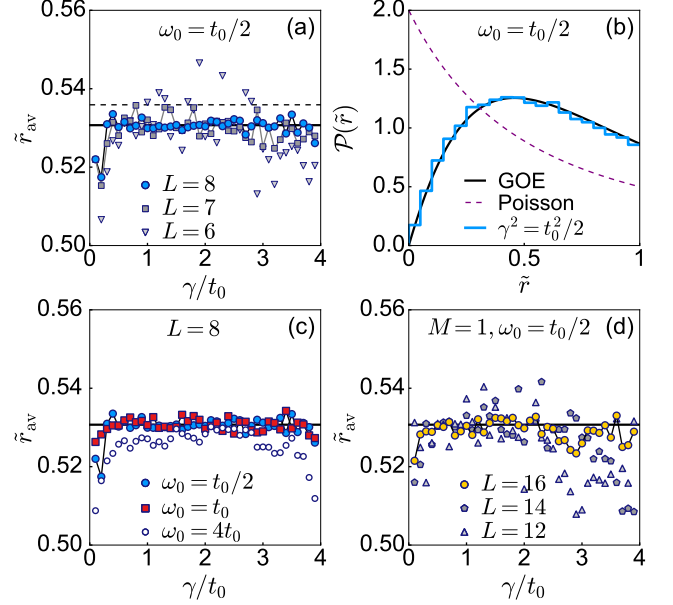 0.56
ω₀ = t₀/2 (a)
0.54
r̃av
0.52
L = 8
L = 7
L = 6
0.50
0 1 2 3 4
γ/t₀
2.0
ω₀ = t₀/2 (b)
1.5
P(r̃)
1.0
0.5
GOE
Poisson
γ² = t₀²/2
0.0
0 0.5 1
r̃
0.56
L = 8 (c)
0.54
r̃av
0.52
ω₀ = t₀/2
ω₀ = t₀
ω₀ = 4t₀
0.50
0 1 2 3 4
γ/t₀
0.56
M = 1, ω₀ = t₀/2 (d)
0.54
r̃av
0.52
L = 16
L = 14
L = 12
0.50
0 1 2 3 4
γ/t₀